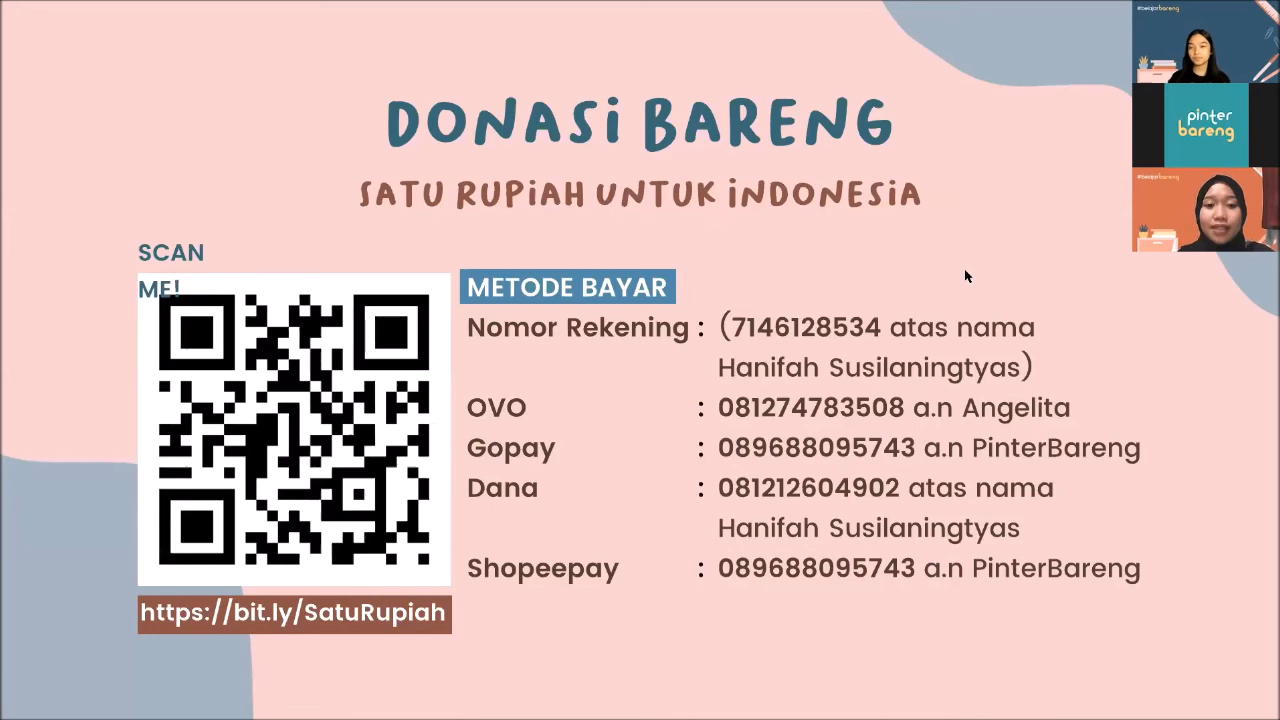 DONASi BARENG
SATU RUPiAH UNTUK iNDONESiA
SCAN
ME!
METODE BAYAR
Nomor Rekening : (7146128534 atas nama
Hanifah Susilaningtyas)
OVO : 081274783508 a.n Angelita
Gopay : 089688095743 a.n PinterBareng
Dana : 081212604902 atas nama
Hanifah Susilaningtyas
Shopeepay : 089688095743 a.n PinterBareng
https://bit.ly/SatuRupiah
#belajarbareng
pinter
bareng
#belajarbareng